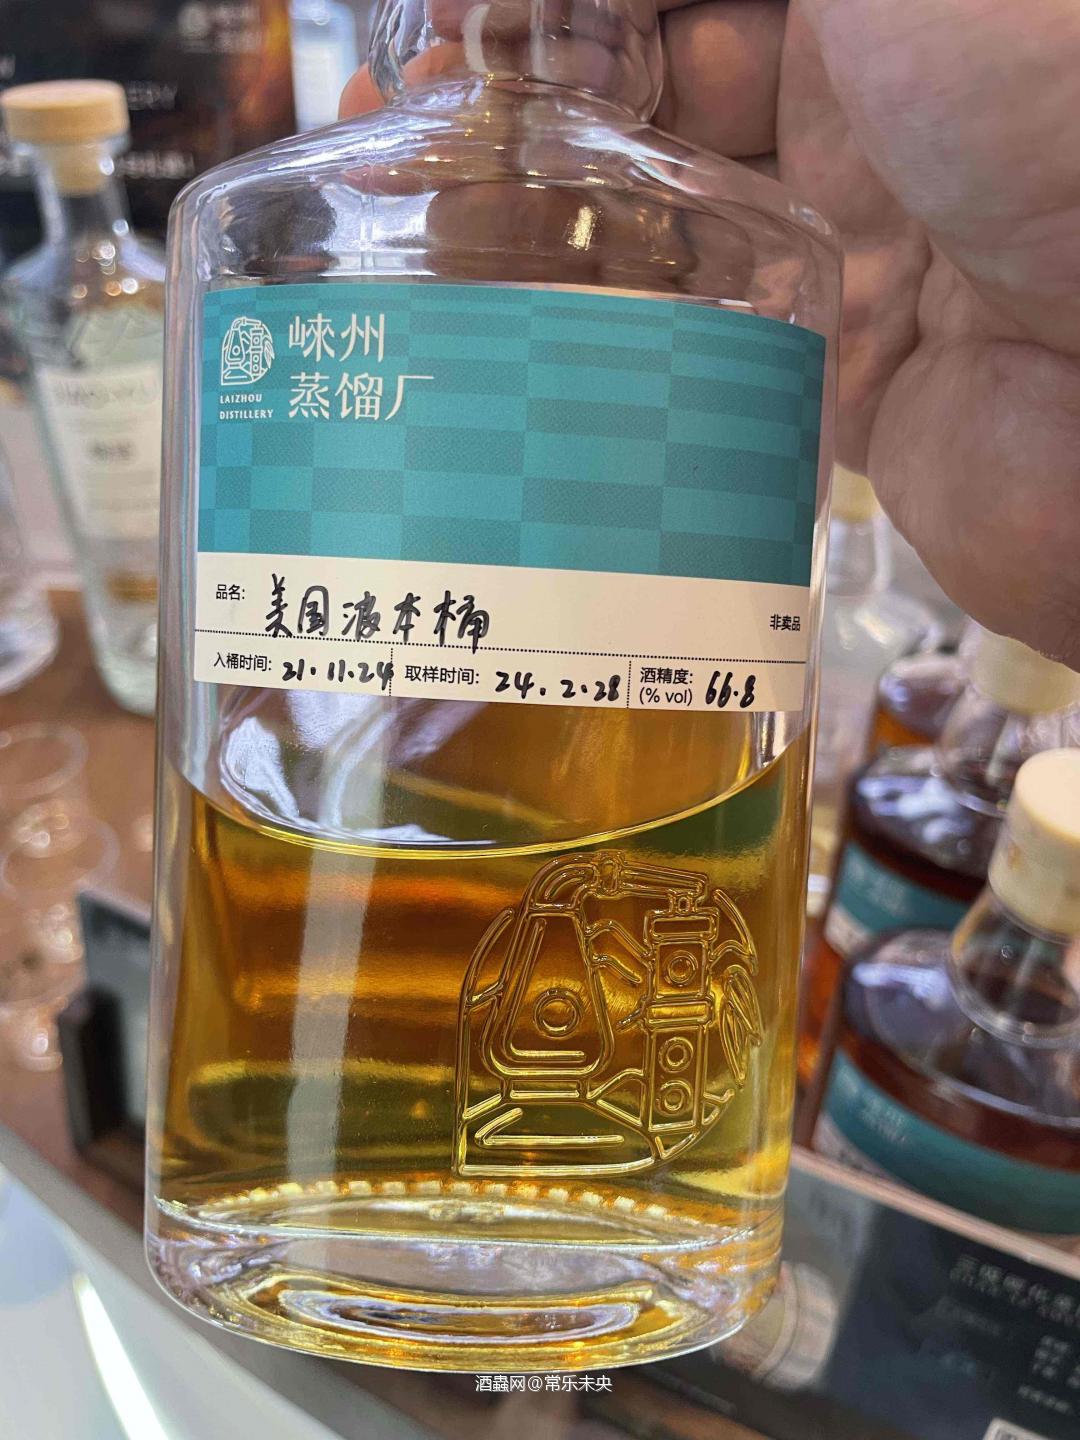 崃州
蒸馏厂
LAIZHOU
DISTILLERY
品名: 美国波本桶
非卖品
入桶时间: 21.11.24 取样时间: 24.2.28 酒精度: 66.8
(% vol)
酒蟲网@常乐未央